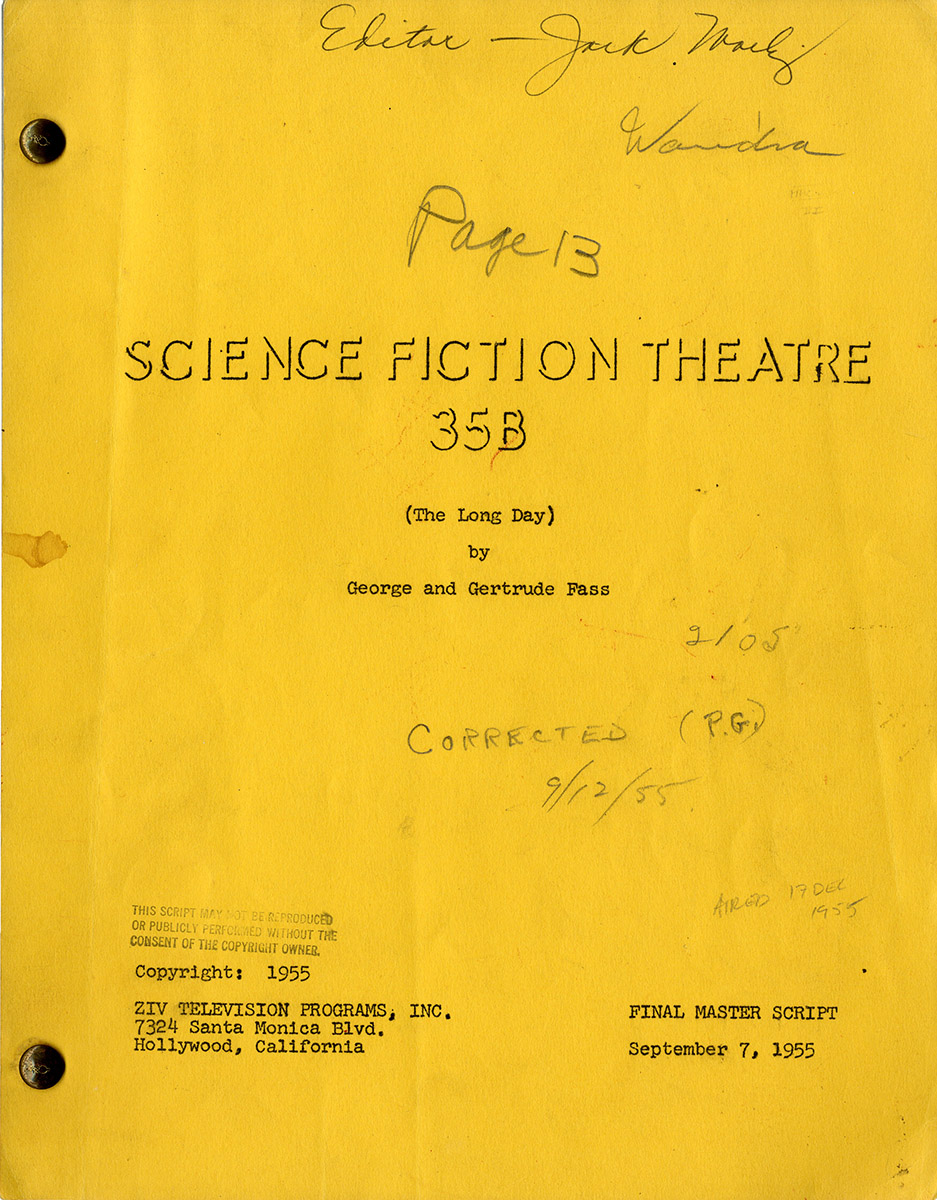 Editor - Jack
Wandra
Page 13
SCIENCE FICTION THEATRE
35B
(The Long Day)
by
George and Gertrude Fass
2/05
CORRECTED (P.G.)
9/12/55
AIRED 17 DEC
1955
THIS SCRIPT MAY NOT BE REPRODUCED
OR PUBLICLY PERFORMED WITHOUT THE
CONSENT OF THE COPYRIGHT OWNER.
Copyright: 1955
ZIV TELEVISION PROGRAMS, INC.
7324 Santa Monica Blvd.
Hollywood, California
FINAL MASTER SCRIPT
September 7, 1955